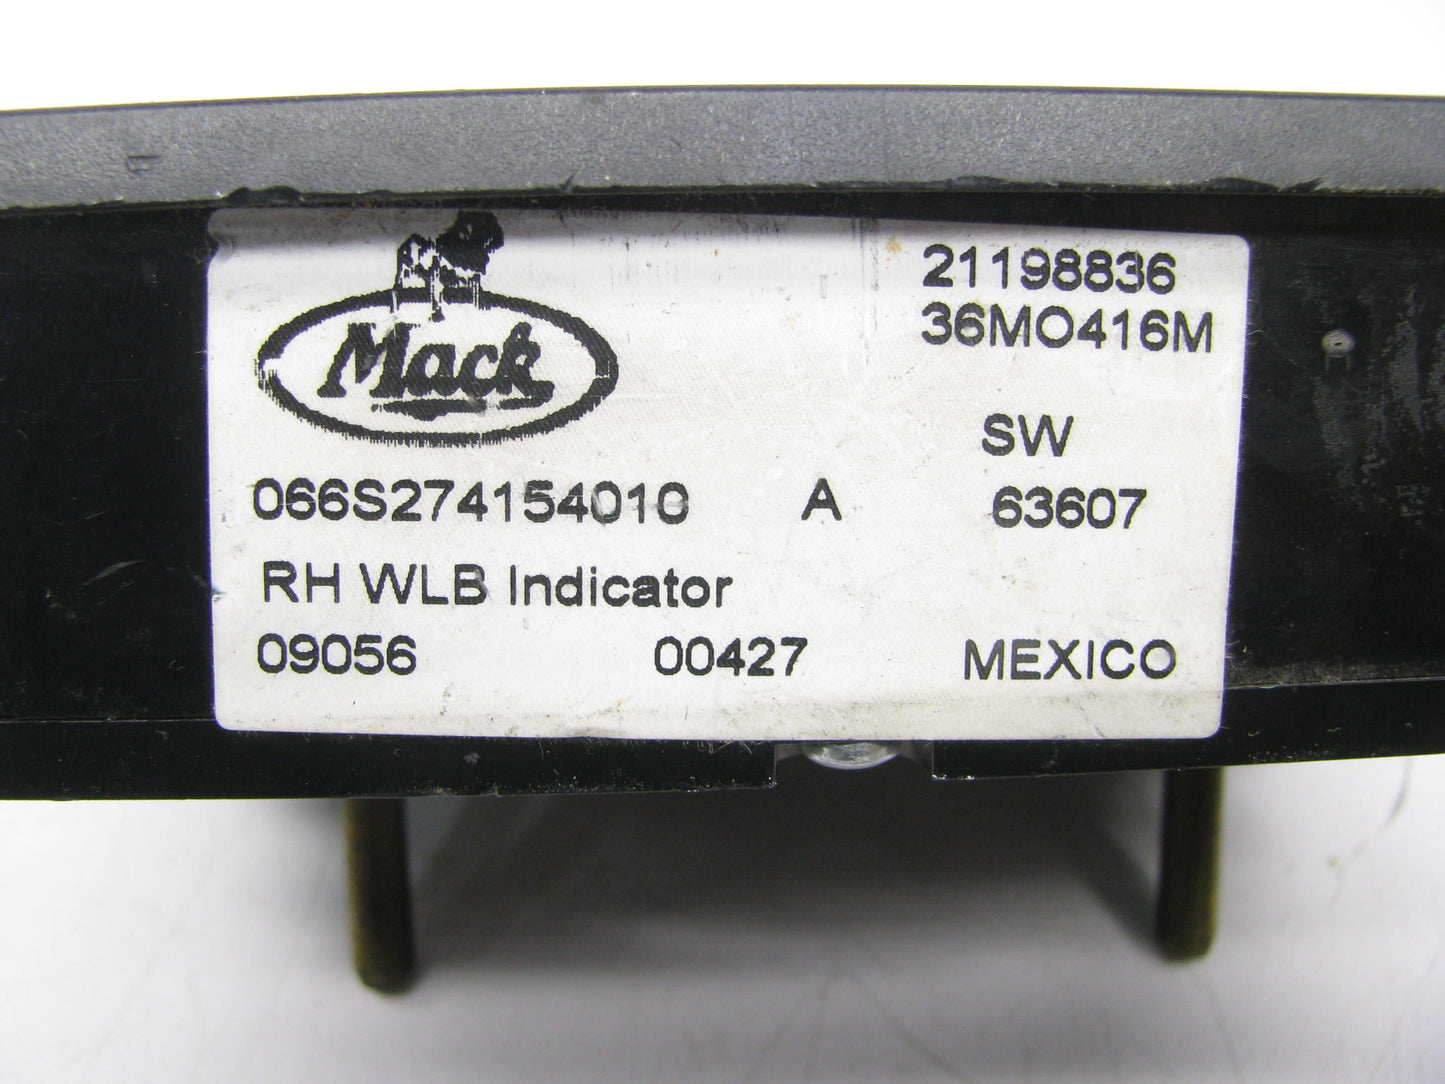 Mack
21198836
36MO416M
SW
066S274154010 A 63607
RH WLB Indicator
09056 00427 MEXICO